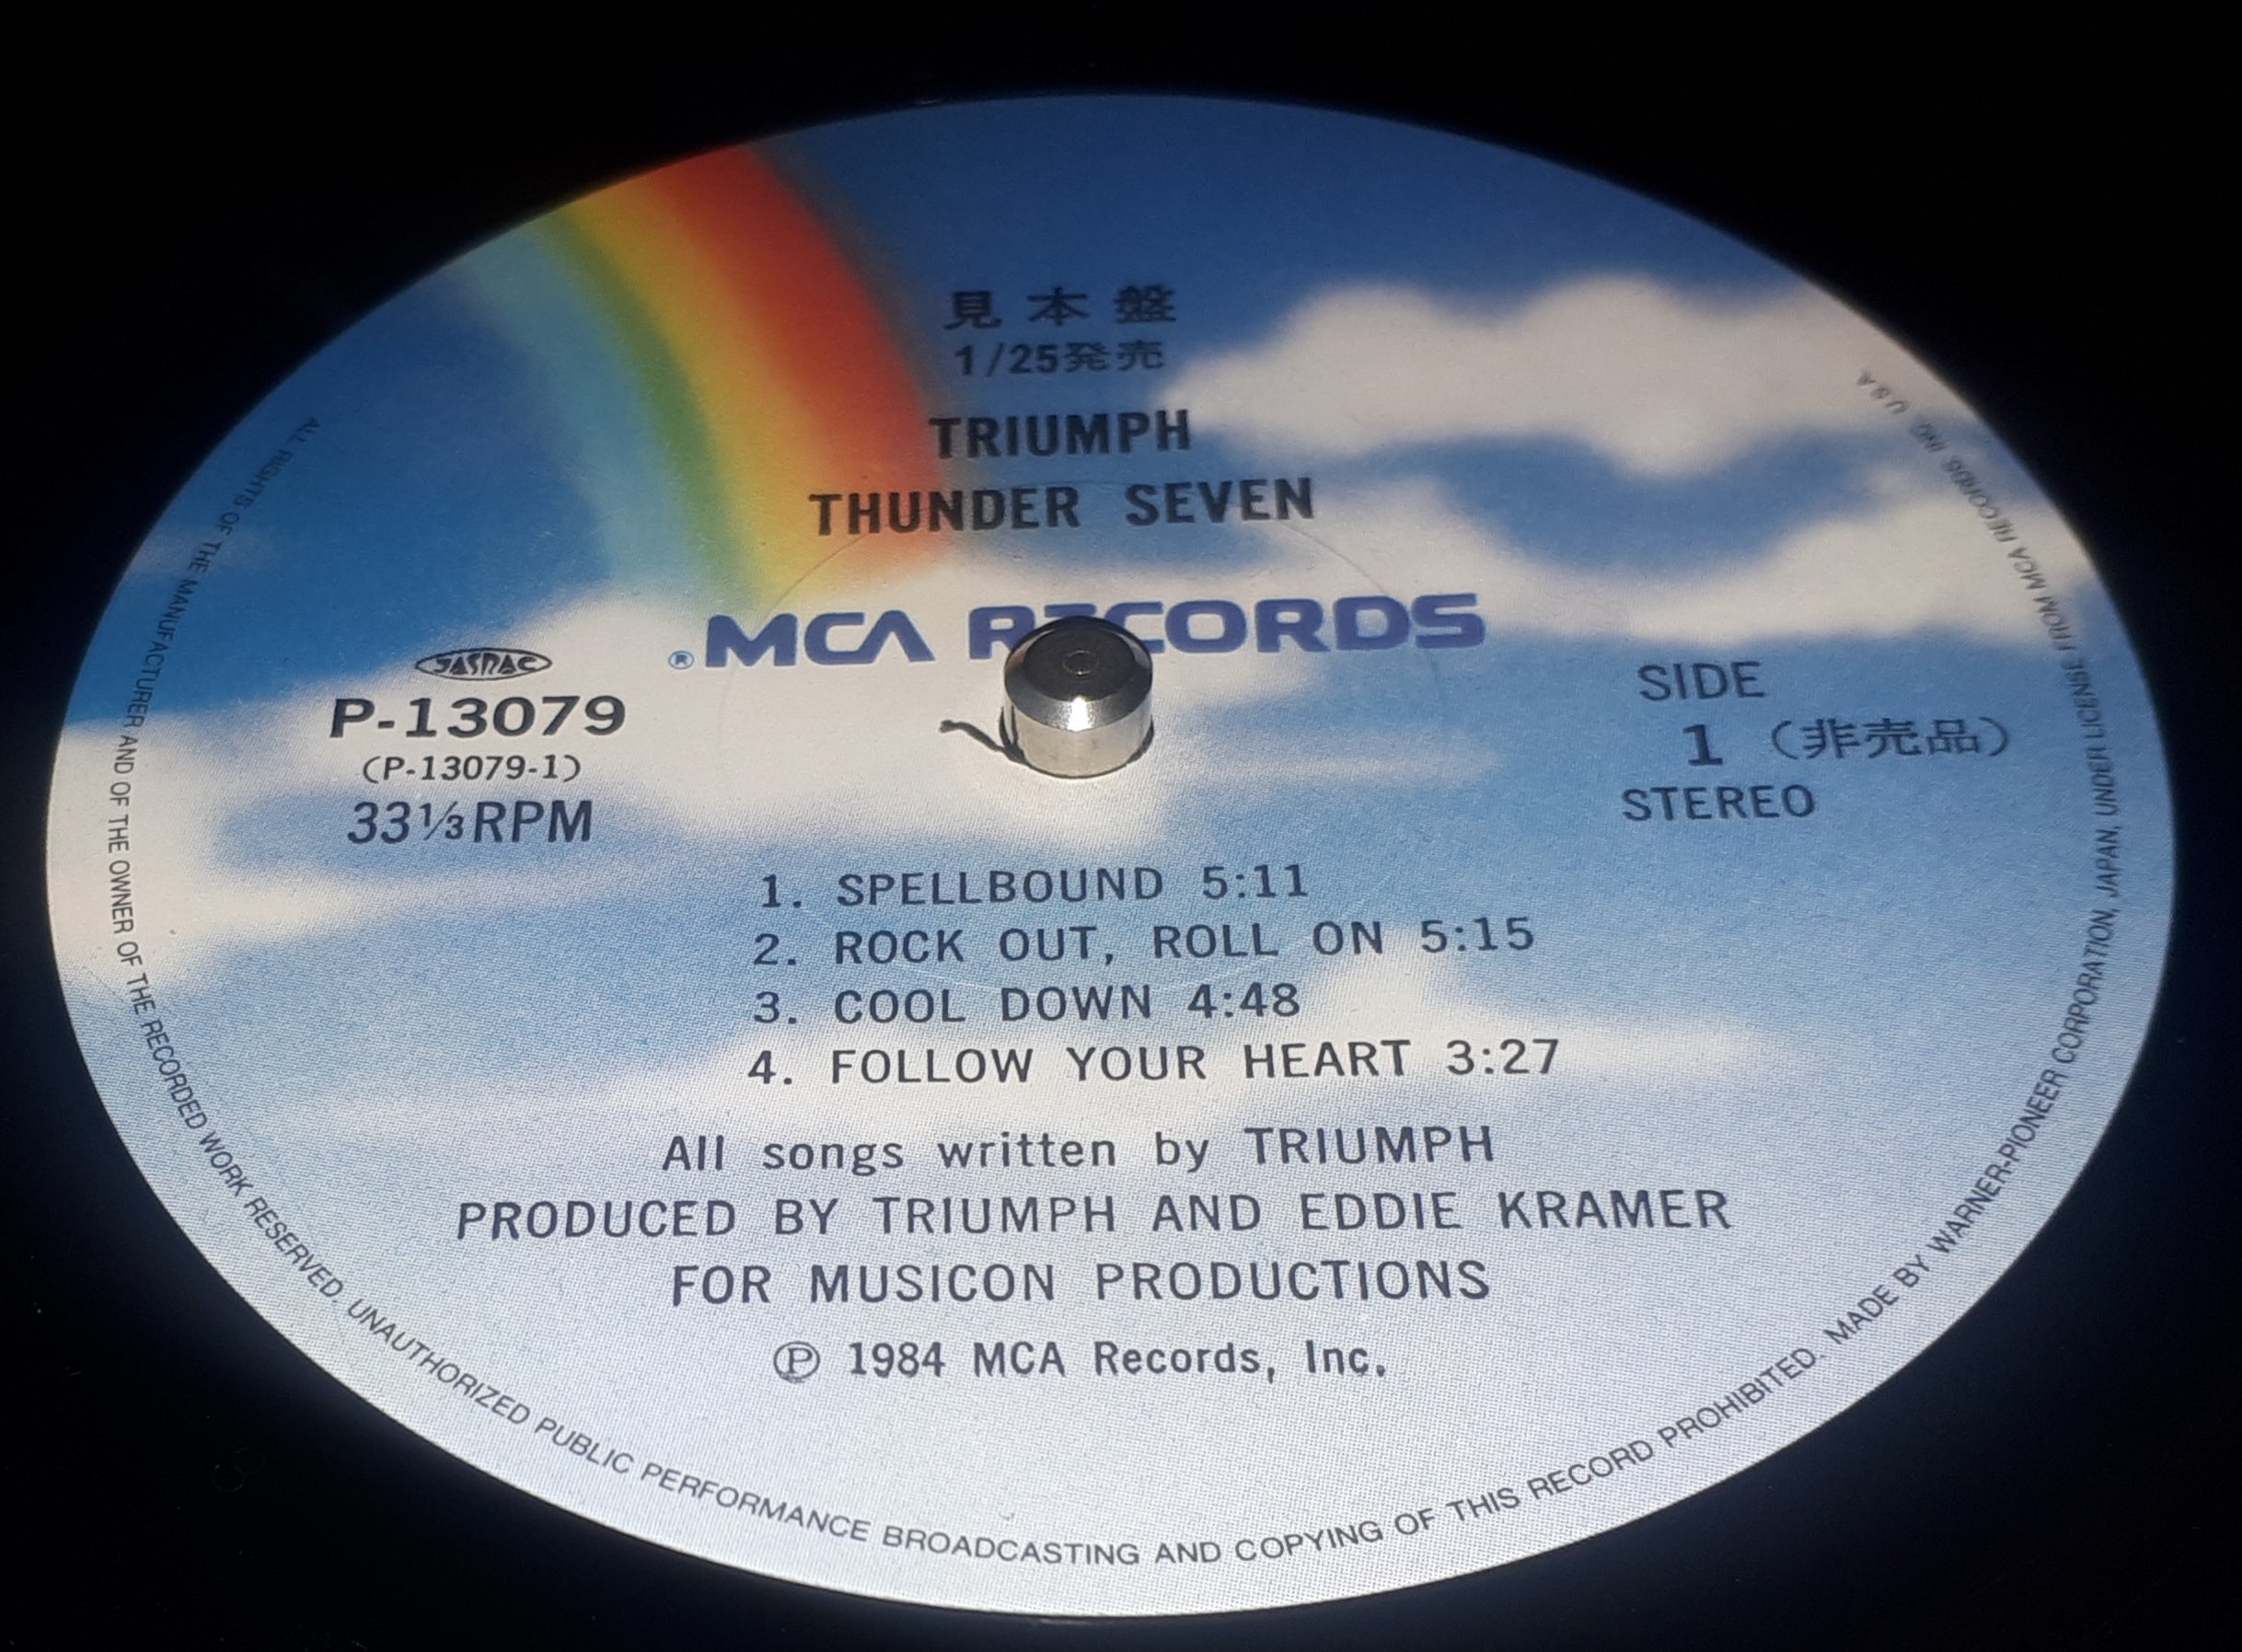 見本盤
1/25発売
TRIUMPH
THUNDER SEVEN
® MCA RECORDS
JASRAC
P-13079
(P-13079-1)
33⅓RPM
SIDE
1 (非売品)
STEREO
1. SPELLBOUND 5:11
2. ROCK OUT, ROLL ON 5:15
3. COOL DOWN 4:48
4. FOLLOW YOUR HEART 3:27
All songs written by TRIUMPH
PRODUCED BY TRIUMPH AND EDDIE KRAMER
FOR MUSICON PRODUCTIONS
Ⓟ 1984 MCA Records, Inc.
ALL RIGHTS OF THE MANUFACTURER AND OF THE OWNER OF THE RECORDED WORK RESERVED. UNAUTHORIZED PUBLIC PERFORMANCE BROADCASTING AND COPYING OF THIS RECORD PROHIBITED. MADE BY WARNER-PIONEER CORPORATION, JAPAN, UNDER LICENSE FROM MCA RECORDS, INC. U.S.A.